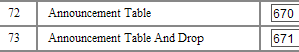 72 Announcement Table 670
73 Announcement Table And Drop 671